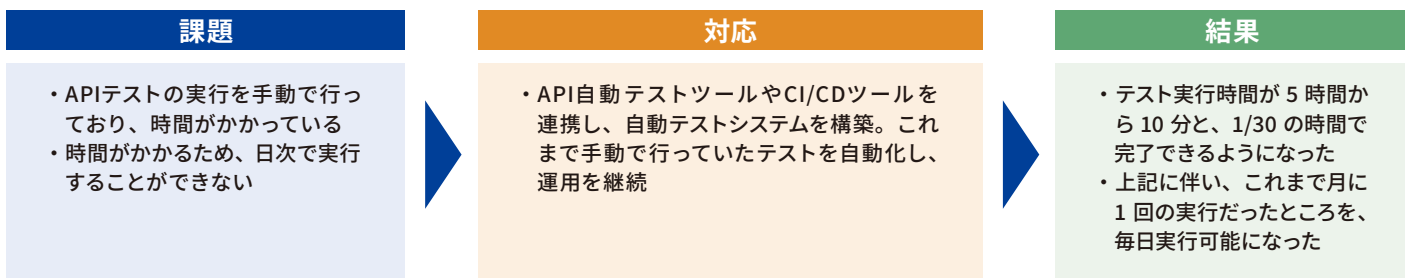 課題
・APIテストの実行を手動で行っ
ており、時間がかかっている
・時間がかかるため、日次で実行
することができない
対応
・API自動テストツールやCI/CDツールを
連携し、自動テストシステムを構築。これ
まで手動で行っていたテストを自動化し、
運用を継続
結果
・テスト実行時間が 5 時間か
ら 10 分と、1/30 の時間で
完了できるようになった
・上記に伴い、これまで月に
1 回の実行だったところを、
毎日実行可能になった